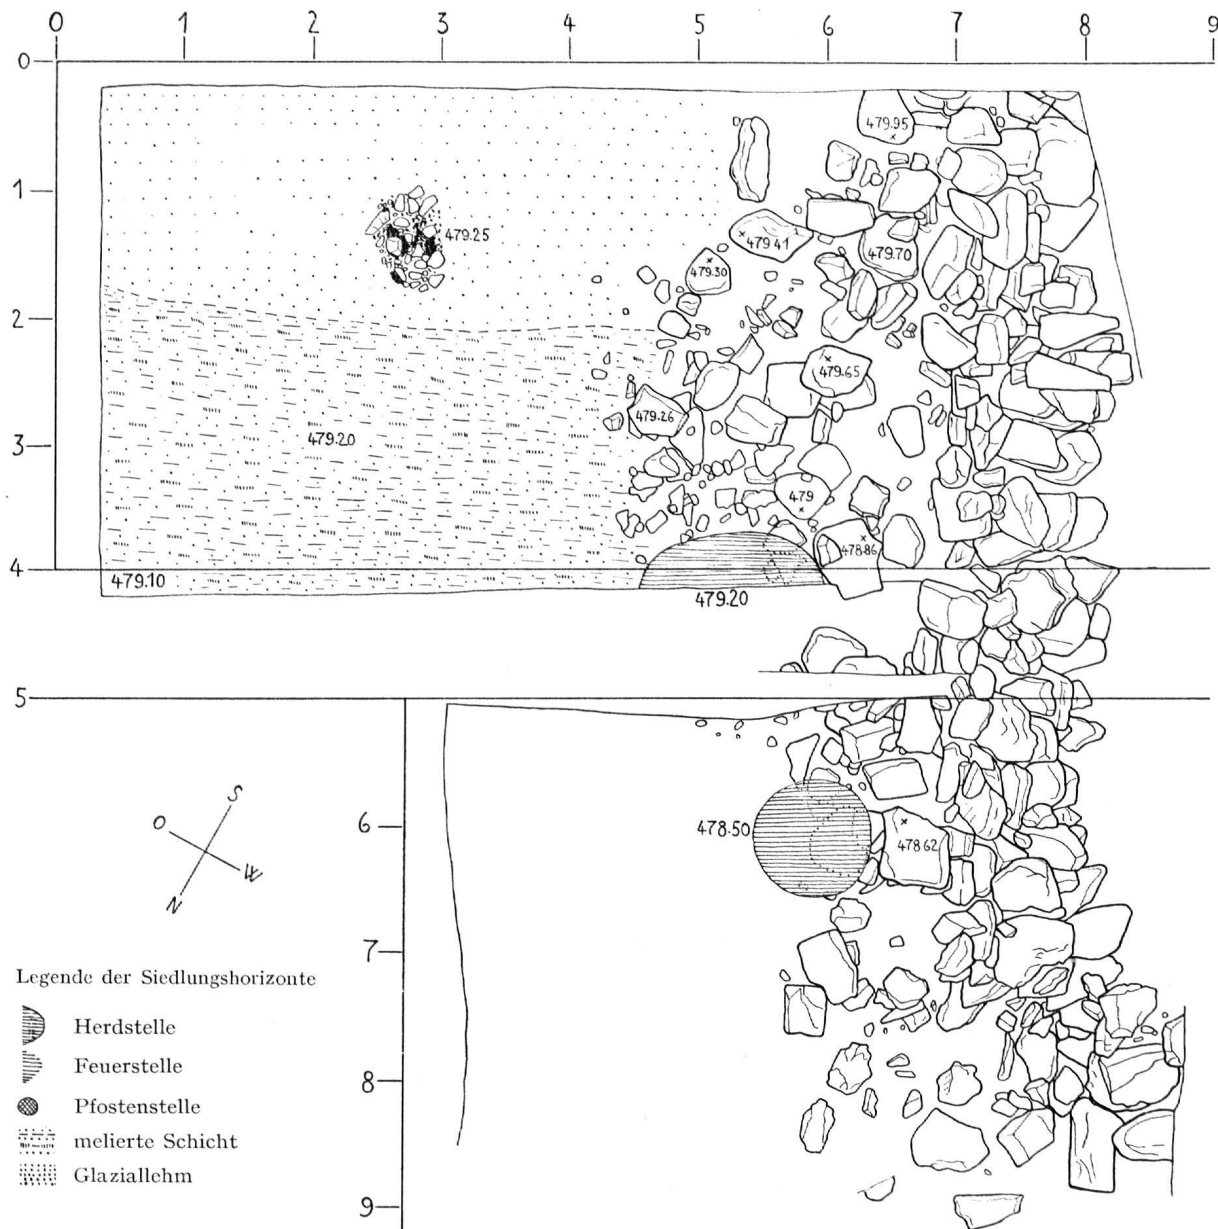 0 1 2 3 4 5 6 7 8 9
0
479.95
1
479.25
479 41
479.70
479.30
2
479.65
479.26
3
479.20
479
478.86
4
479.10
479.20
5
S
O
W
N
6
478.50
478.62
7
Legende der Siedlungshorizonte
Herdstelle
Feuerstelle
8
Pfostenstelle
melierte Schicht
Glaziallehm
9